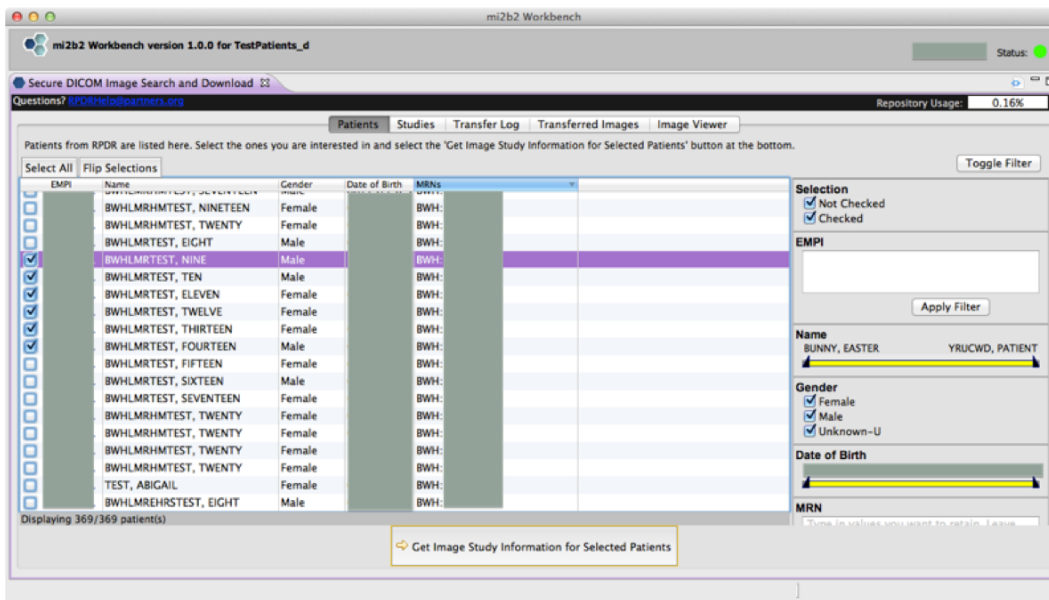 mi2b2 Workbench
mi2b2 Workbench version 1.0.0 for TestPatients_d
Status:
Secure DICOM Image Search and Download
Questions? RPDRHelp@partners.org
Repository Usage: 0.16%
Patients Studies Transfer Log Transferred Images Image Viewer
Patients from RPDR are listed here. Select the ones you are interested in and select the 'Get Image Study Information for Selected Patients' button at the bottom.
Select All Flip Selections
Toggle Filter
EMPI Name Gender Date of Birth MRNs
BWHLMRHMTEST, NINETEEN Female BWH:
BWHLMRHMTEST, TWENTY Female BWH:
BWHLMRTEST, EIGHT Male BWH:
BWHLMRTEST, NINE Male BWH:
BWHLMRTEST, TEN Male BWH:
BWHLMRTEST, ELEVEN Female BWH:
BWHLMRTEST, TWELVE Female BWH:
BWHLMRTEST, THIRTEEN Female BWH:
BWHLMRTEST, FOURTEEN Male BWH:
BWHLMRTEST, FIFTEEN Female BWH:
BWHLMRTEST, SIXTEEN Male BWH:
BWHLMRTEST, SEVENTEEN Female BWH:
BWHLMRHMTEST, TWENTY Female BWH:
BWHLMRHMTEST, TWENTY Female BWH:
BWHLMRHMTEST, TWENTY Female BWH:
BWHLMRHMTEST, TWENTY Female BWH:
TEST, ABIGAIL Female BWH:
BWHLMREHRSTEST, EIGHT Male BWH:
Displaying 369/369 patient(s)
Selection
Not Checked
Checked
EMPI
Apply Filter
Name
BUNNY, EASTER YRUCWD, PATIENT
Gender
Female
Male
Unknown-U
Date of Birth
MRN
Type in values you want to retain. Leave
Get Image Study Information for Selected Patients